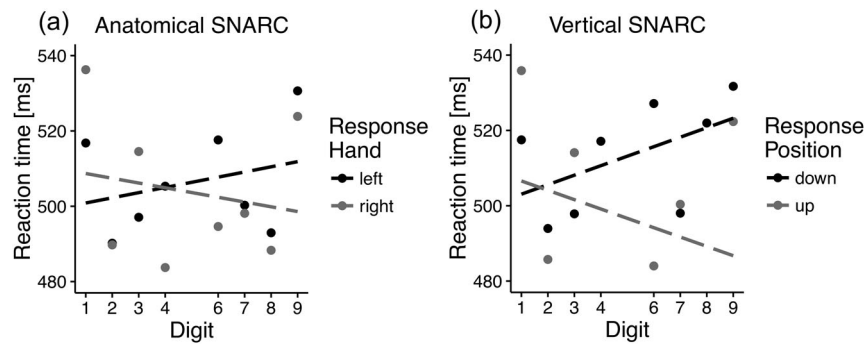 (a)
Anatomical SNARC
Reaction time [ms]
540
520
500
480
1 2 3 4 6 7 8 9
Digit
Response
Hand
left
right
(b)
Vertical SNARC
Reaction time [ms]
540
520
500
480
1 2 3 4 6 7 8 9
Digit
Response
Position
down
up